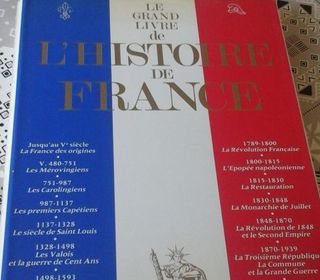 LE
GRAND
LIVRE de
L'HISTOIRE
DE
FRANCE
Jusqu'au Ve siècle
La France des origines
V. 480-751
Les Mérovingiens
751-987
Les Carolingiens
987-1137
Les premiers Capétiens
1137-1328
Le siècle de Saint Louis
1328-1498
Les Valois
et la guerre de Cent Ans
1498-1593
1789-1800
La Révolution Française
1800-1815
L'Epopée napoléonienne
1815-1830
La Restauration
1830-1848
La Monarchie de Juillet
1848-1870
La Révolution de 1848
et le Second Empire
1870-1939
La Troisième République
La Commune
et la Grande Guerre